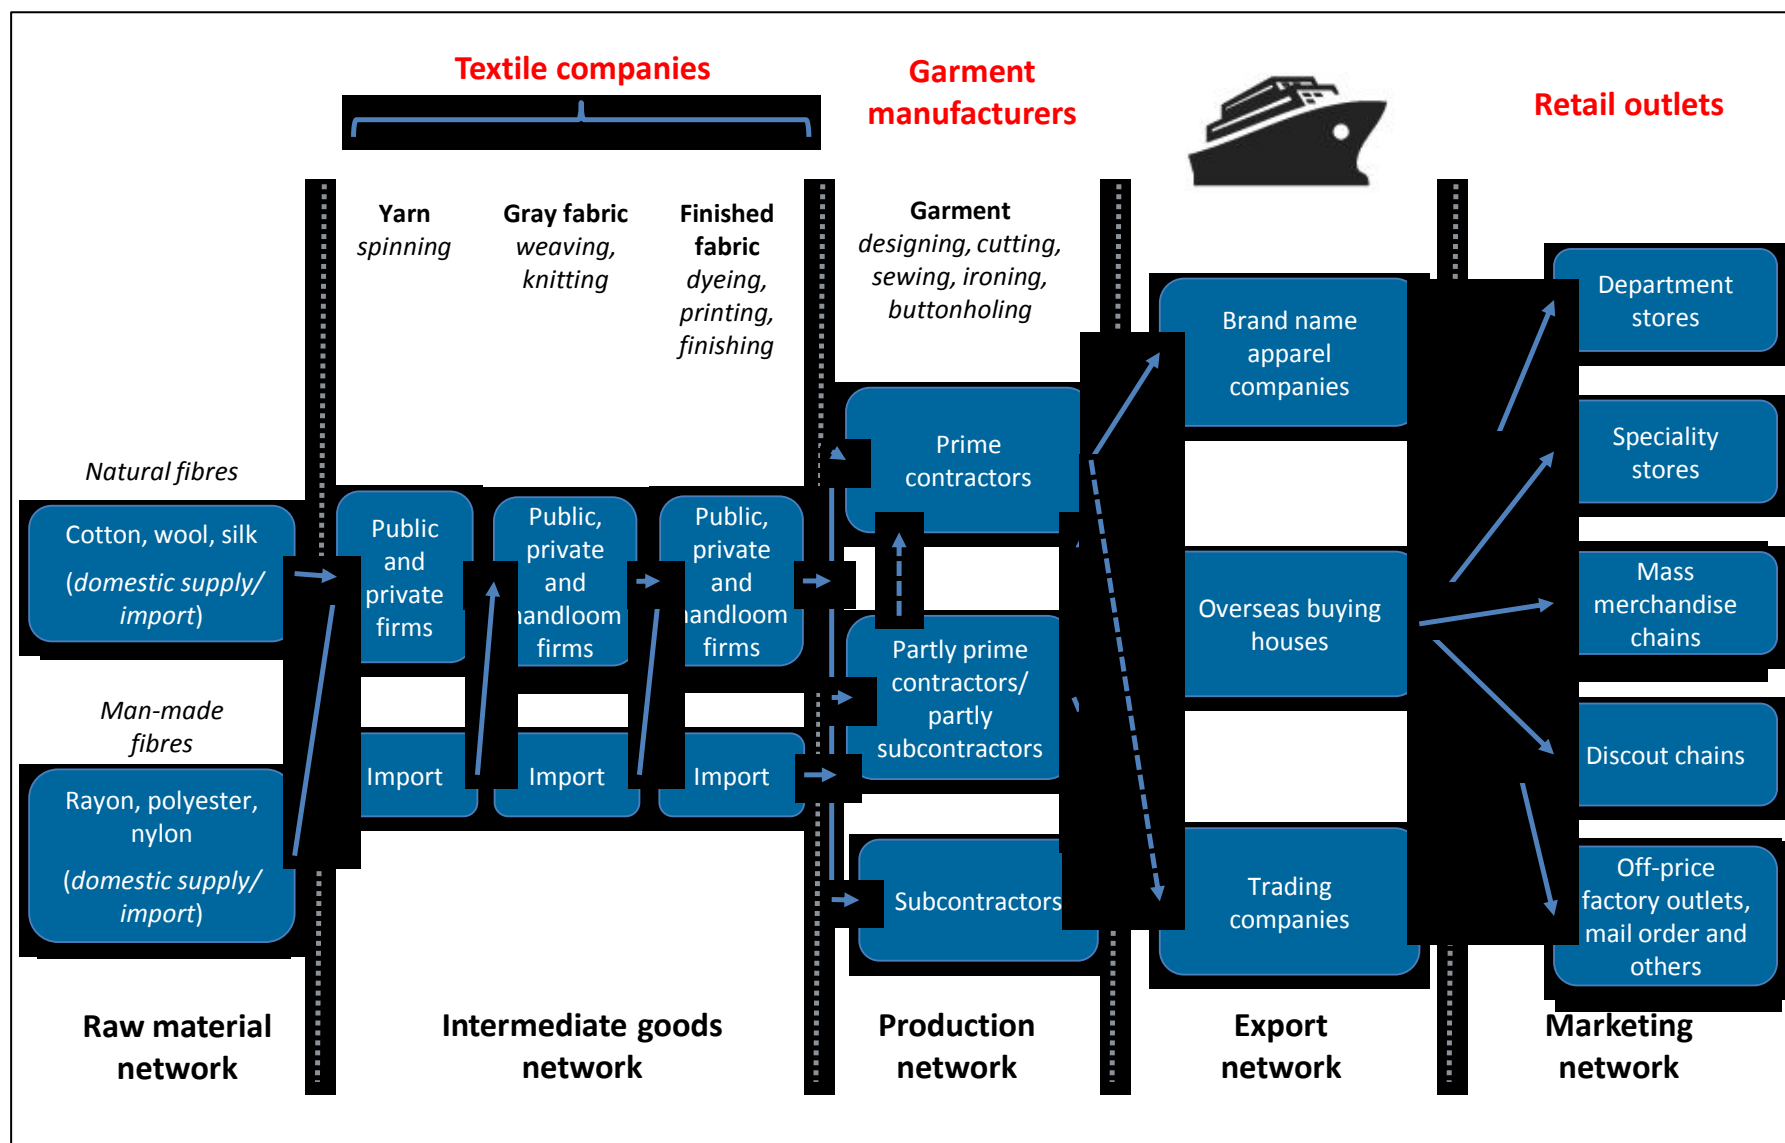 Textile companies
Garment
manufacturers
Retail outlets
Yarn
spinning
Gray fabric
weaving,
knitting
Finished
fabric
dyeing,
printing,
finishing
Garment
designing, cutting,
sewing, ironing,
buttonholing
Natural fibres
Cotton, wool, silk
(domestic supply/
import)
Man-made
fibres
Rayon, polyester,
nylon
(domestic supply/
import)
Public
and
private
firms
Import
Public,
private
and
handloom
firms
Import
Public,
private
and
handloom
firms
Import
Prime
contractors
Partly prime
contractors/
partly
subcontractors
Subcontractors
Brand name
apparel
companies
Overseas buying
houses
Trading
companies
Department
stores
Speciality
stores
Mass
merchandise
chains
Discout chains
Off-price
factory outlets,
mail order and
others
Raw material
network
Intermediate goods
network
Production
network
Export
network
Marketing
network